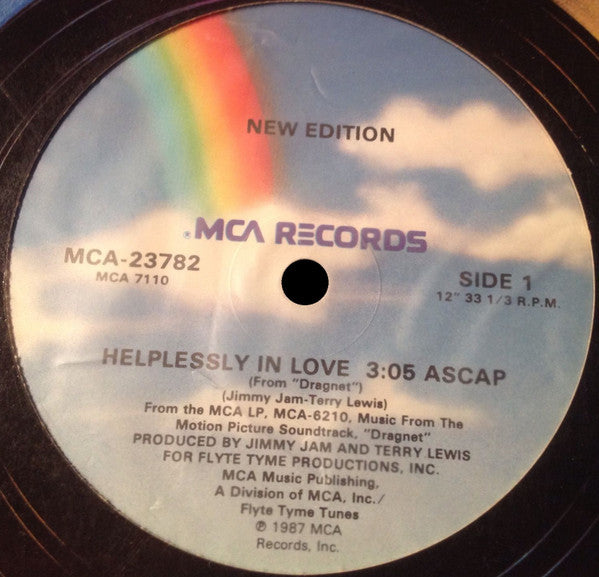 NEW EDITION
®MCA RECORDS
MCA-23782
MCA 7110
SIDE 1
12" 33 1/3 R.P.M.
HELPLESSLY IN LOVE 3:05 ASCAP
(From "Dragnet")
(Jimmy Jam-Terry Lewis)
From the MCA LP, MCA-6210, Music From The
Motion Picture Soundtrack, "Dragnet"
PRODUCED BY JIMMY JAM AND TERRY LEWIS
FOR FLYTE TYME PRODUCTIONS, INC.
MCA Music Publishing,
A Division of MCA, Inc./
Flyte Tyme Tunes
℗ 1987 MCA
Records, Inc.